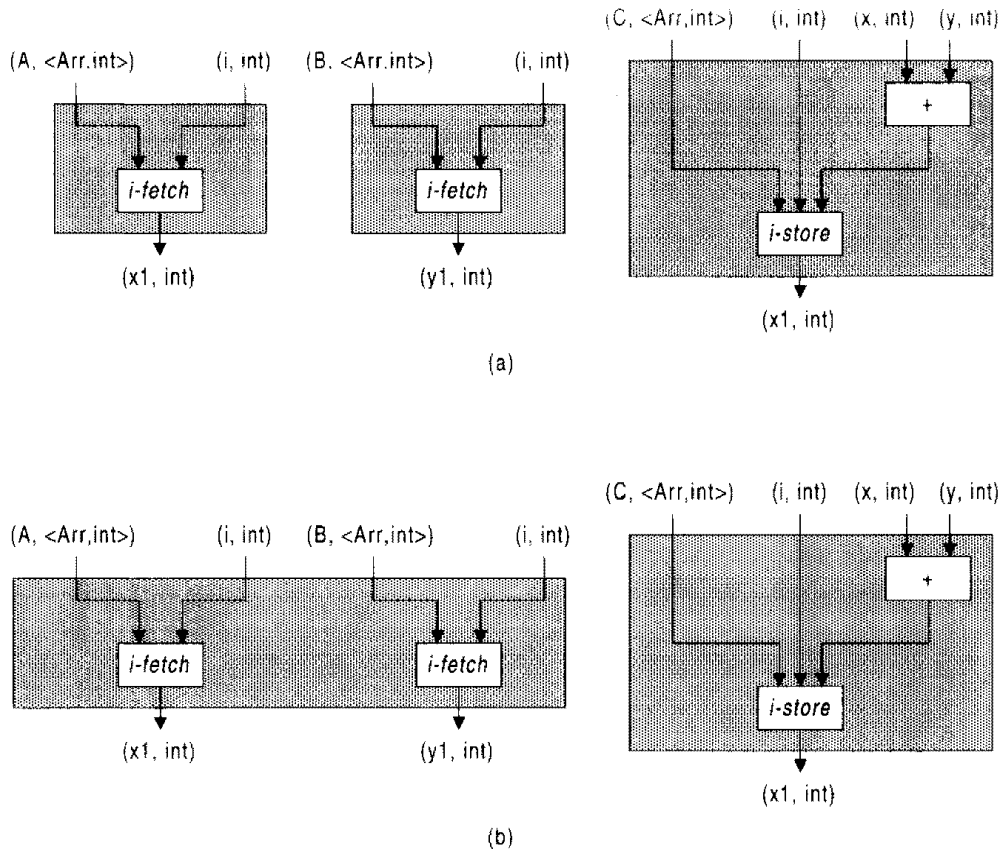 (C, <Arr,int>) (i, int) (x, int) (y, int)
(A, <Arr.int>) (i, int) (B, <Arr.int>) (i, int)
+
i-fetch i-fetch
i-store
(x1, int) (y1, int)
(x1, int)
(a)
(C, <Arr,int>) (i, int) (x, int) (y, int)
(A, <Arr,int>) (i, int) (B, <Arr,int>) (i, int)
+
i-fetch i-fetch
i-store
(x1, int) (y1, int)
(x1, int)
(b)